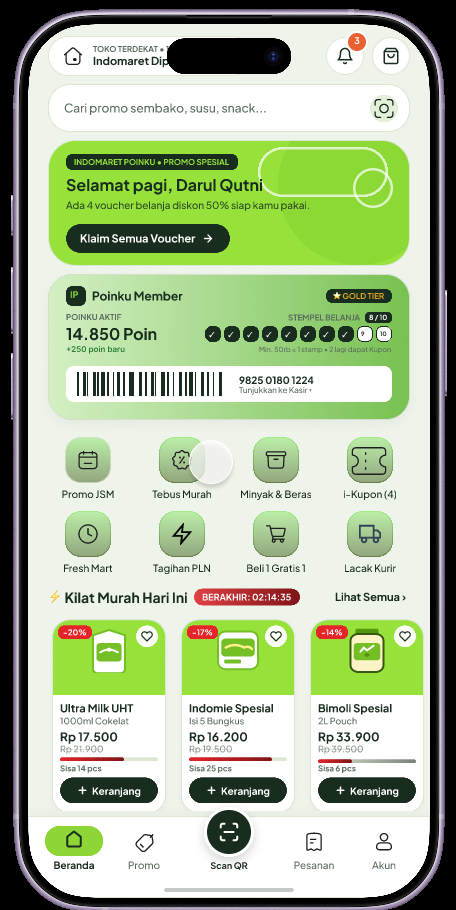 TOKO TERDEKAT •
Indomaret Dip
3
Cari promo sembako, susu, snack...
INDOMARET POINKU • PROMO SPESIAL
Selamat pagi, Darul Qutni
Ada 4 voucher belanja diskon 50% siap kamu pakai.
Klaim Semua Voucher →
IP Poinku Member
★ GOLD TIER
POINKU AKTIF
STEMPEL BELANJA 8 / 10
14.850 Poin
✓ ✓ ✓ ✓ ✓ ✓ ✓ ✓ 9 10
+250 poin baru
Min. 50rb = 1 stamp • 2 lagi dapat Kupon
9825 0180 1224
Tunjukkan ke Kasir •
Promo JSM
Tebus Murah
Minyak & Beras
i-Kupon (4)
Fresh Mart
Tagihan PLN
Beli 1 Gratis 1
Lacak Kurir
⚡ Kilat Murah Hari Ini
BERAKHIR: 02:14:35
Lihat Semua ›
-20%
Ultra Milk UHT
1000ml Cokelat
Rp 17.500
Rp 21.900
Sisa 14 pcs
+ Keranjang
-17%
Indomie Spesial
Isi 5 Bungkus
Rp 16.200
Rp 19.500
Sisa 25 pcs
+ Keranjang
-14%
Bimoli Spesial
2L Pouch
Rp 33.900
Rp 39.500
Sisa 6 pcs
+ Keranjang
Beranda
Promo
Scan QR
Pesanan
Akun